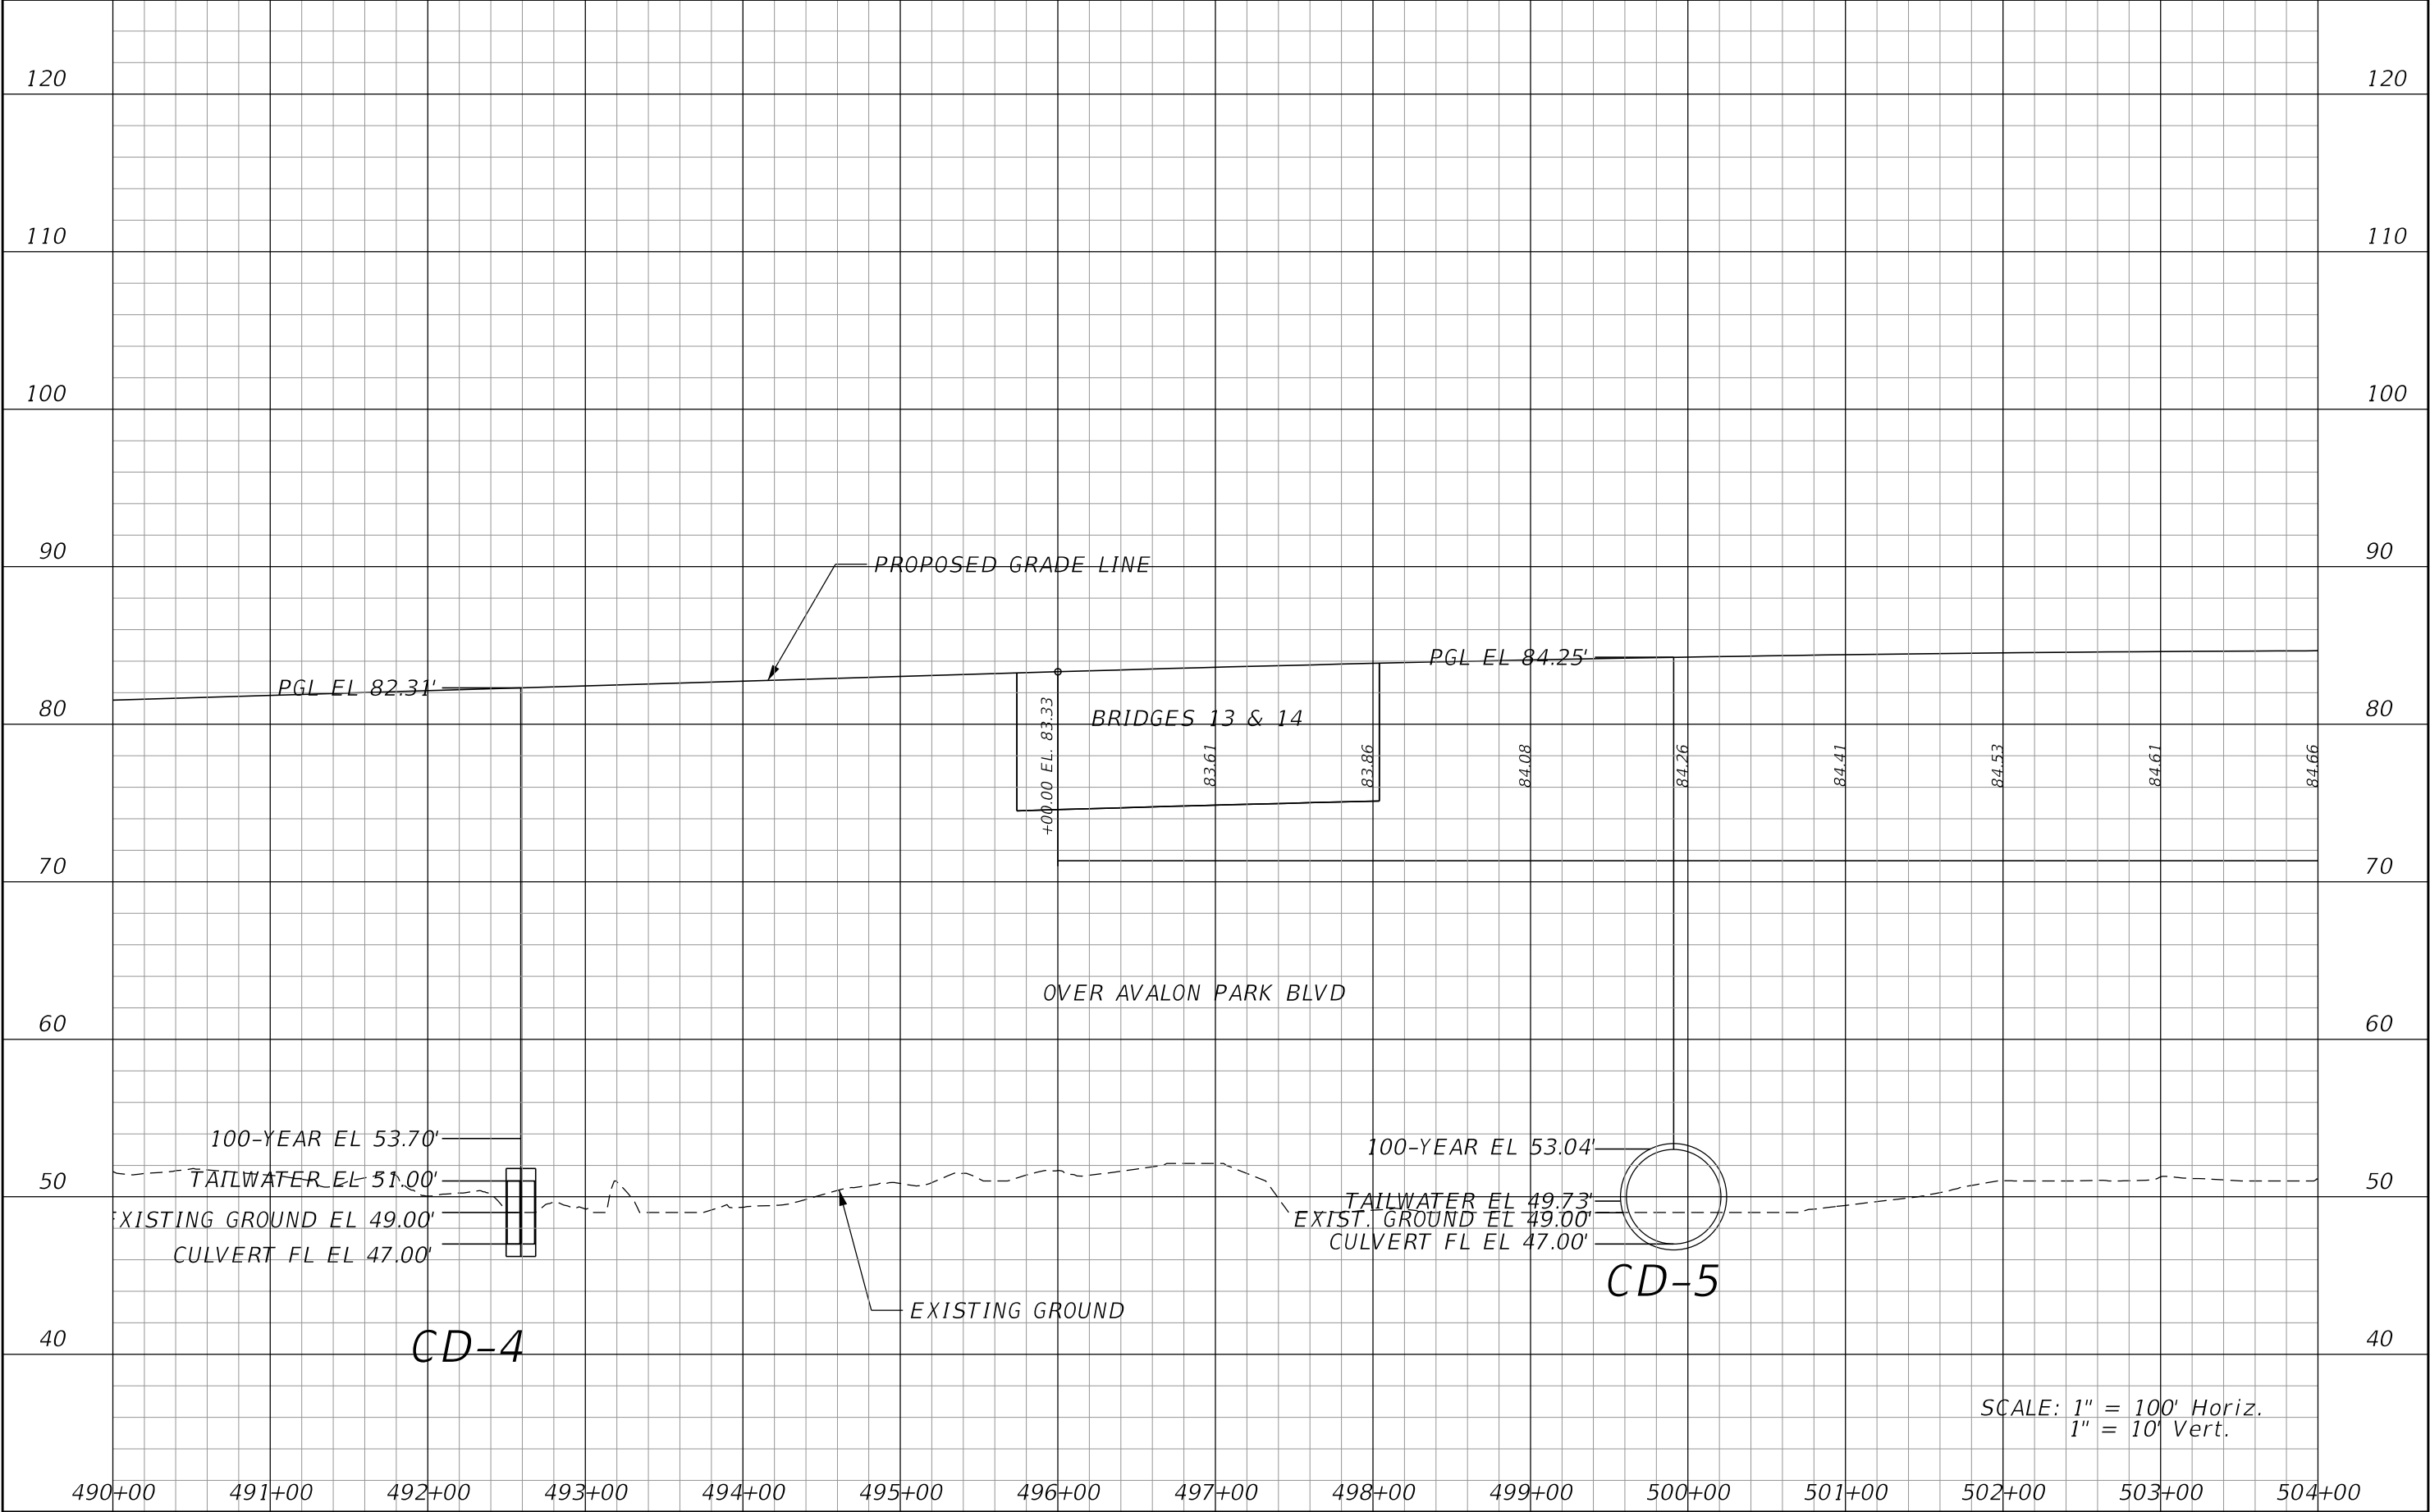 120 120
110 110
100 100
90 90
PROPOSED GRADE LINE
PGL EL 84.25'
PGL EL 82.31'
80 80
BRIDGES 13 & 14
+00.00 EL. 83.33
83.61
83.86
84.08
84.26
84.41
84.53
84.61
84.66
70 70
OVER AVALON PARK BLVD
60 60
100-YEAR EL 53.70'
100-YEAR EL 53.04'
TAILWATER EL 51.00'
50 50
TAILWATER EL 49.73'
XISTING GROUND EL 49.00'
EXIST. GROUND EL 49.00'
CULVERT FL EL 47.00'
CULVERT FL EL 47.00'
CD-5
EXISTING GROUND
40 40
CD-4
SCALE: 1" = 100' Horiz.
1" = 10' Vert.
490+00 491+00 492+00 493+00 494+00 495+00 496+00 497+00 498+00 499+00 500+00 501+00 502+00 503+00 504+00